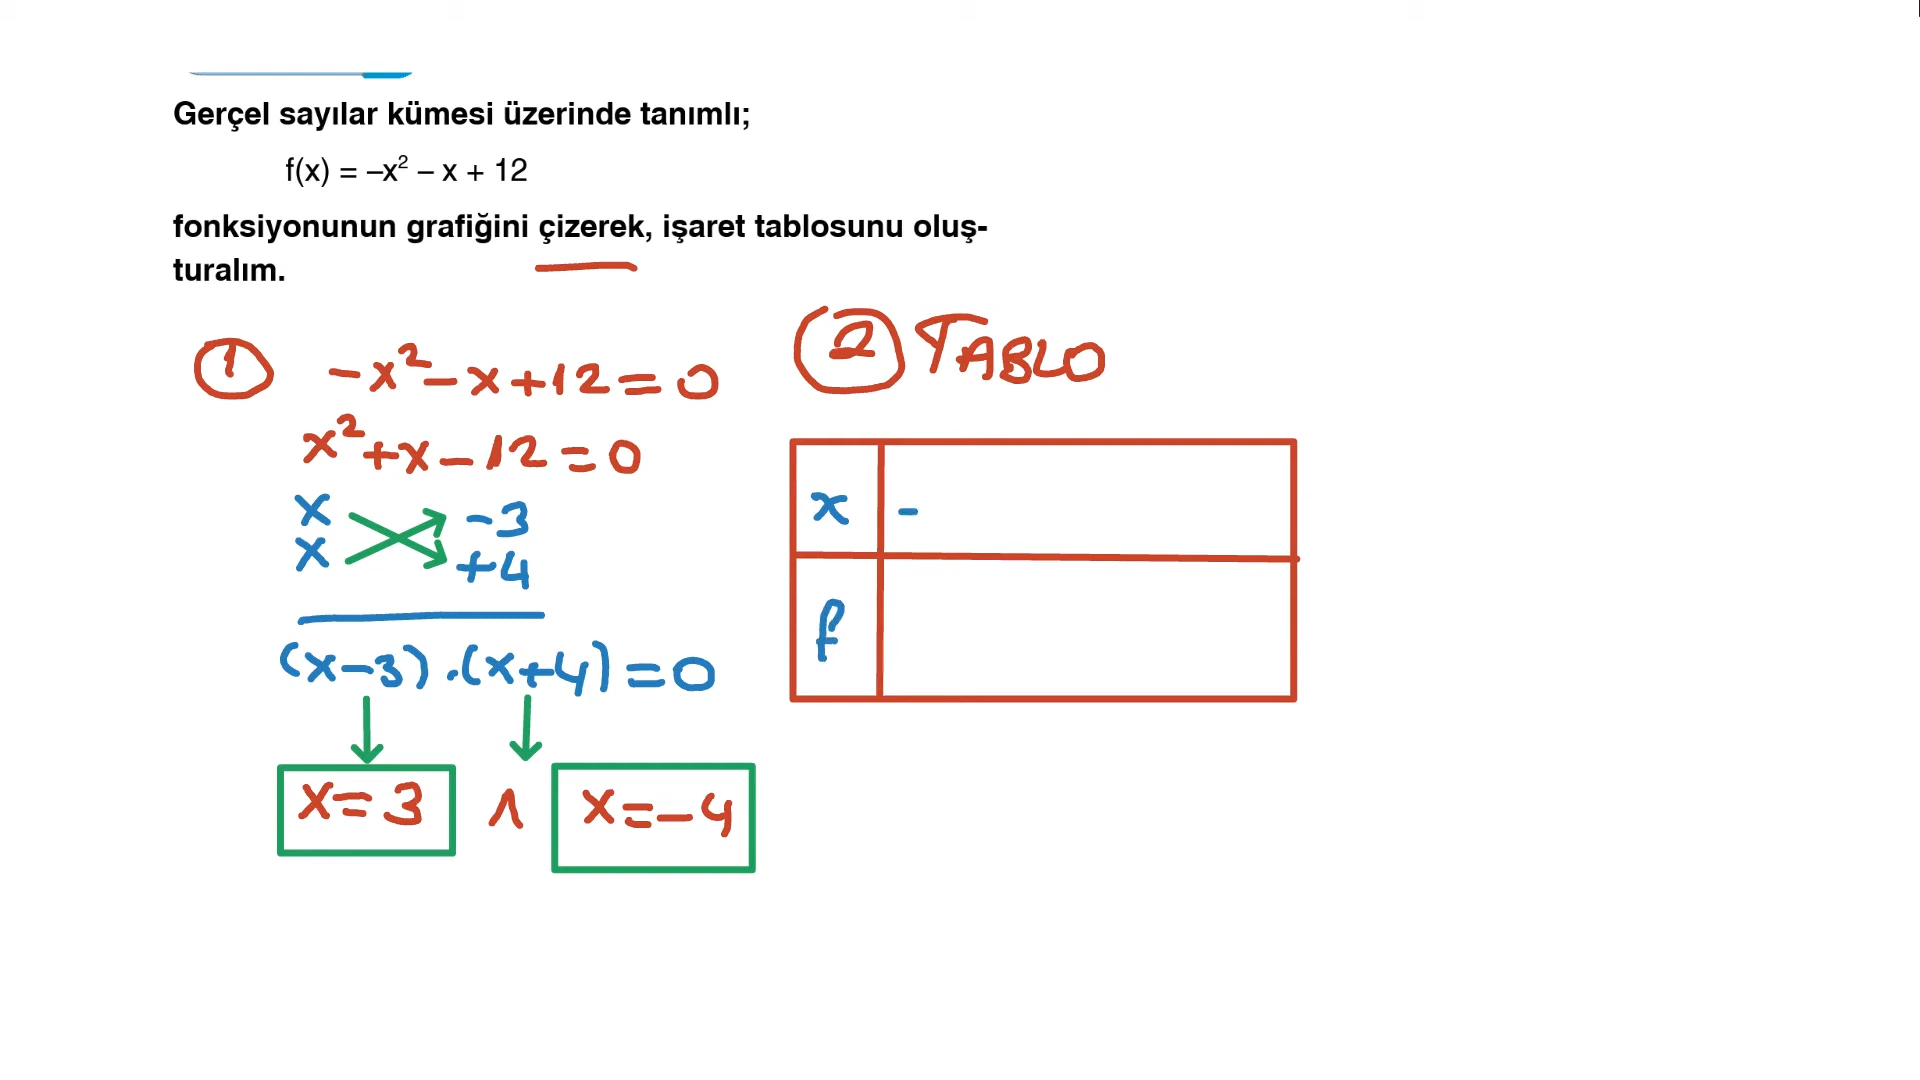 Gerçel sayılar kümesi üzerinde tanımlı;
f(x) = –x² – x + 12
fonksiyonunun grafiğini çizerek, işaret tablosunu oluş-
turalım.
1 -x²-x+12=0
x²+x-12=0
x -3
x +4
(x-3).(x+4)=0
x=3 ∧ x=-4
2 TABLO
x -
f